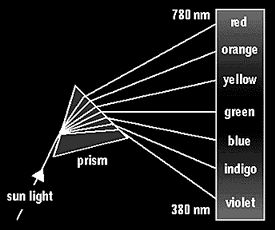 780 nm
red
orange
yellow
green
blue
indigo
violet
380 nm
prism
sun light